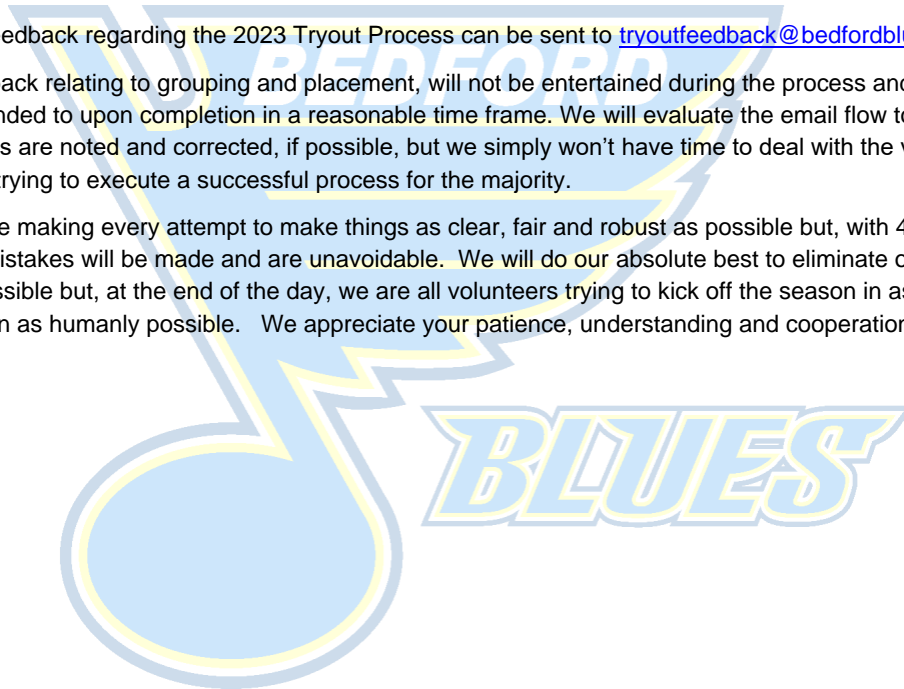 eedback regarding the 2023 Tryout Process can be sent to tryoutfeedback@bedfordblu
BEDFORD
ack relating to grouping and placement, will not be entertained during the process and
nded to upon completion in a reasonable time frame. We will evaluate the email flow to
s are noted and corrected, if possible, but we simply won’t have time to deal with the v
trying to execute a successful process for the majority.
e making every attempt to make things as clear, fair and robust as possible but, with 4
istakes will be made and are unavoidable. We will do our absolute best to eliminate o
ssible but, at the end of the day, we are all volunteers trying to kick off the season in as
n as humanly possible. We appreciate your patience, understanding and cooperation
BLUES